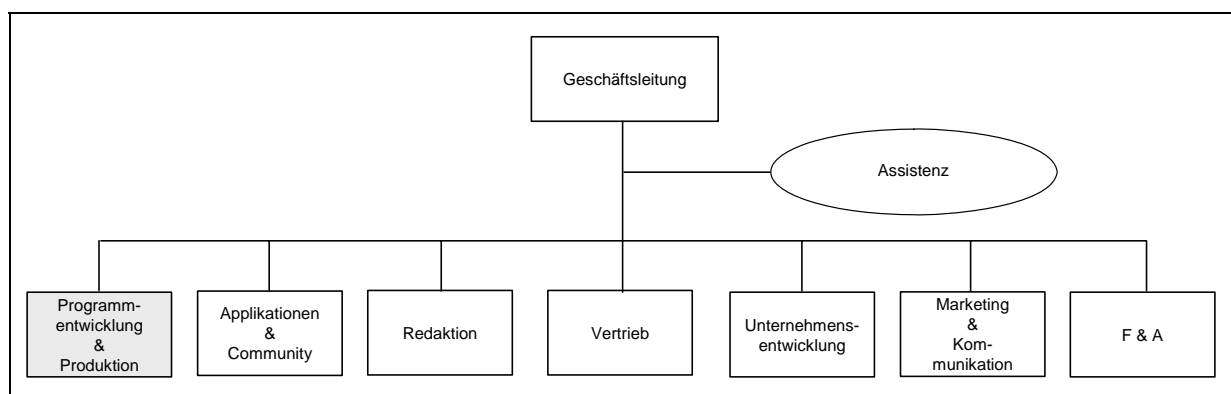 Geschäftsleitung
Assistenz
Programm-
entwicklung
&
Produktion
Applikationen
&
Community
Redaktion
Vertrieb
Unternehmens-
entwicklung
Marketing
&
Kom-
munikation
F & A